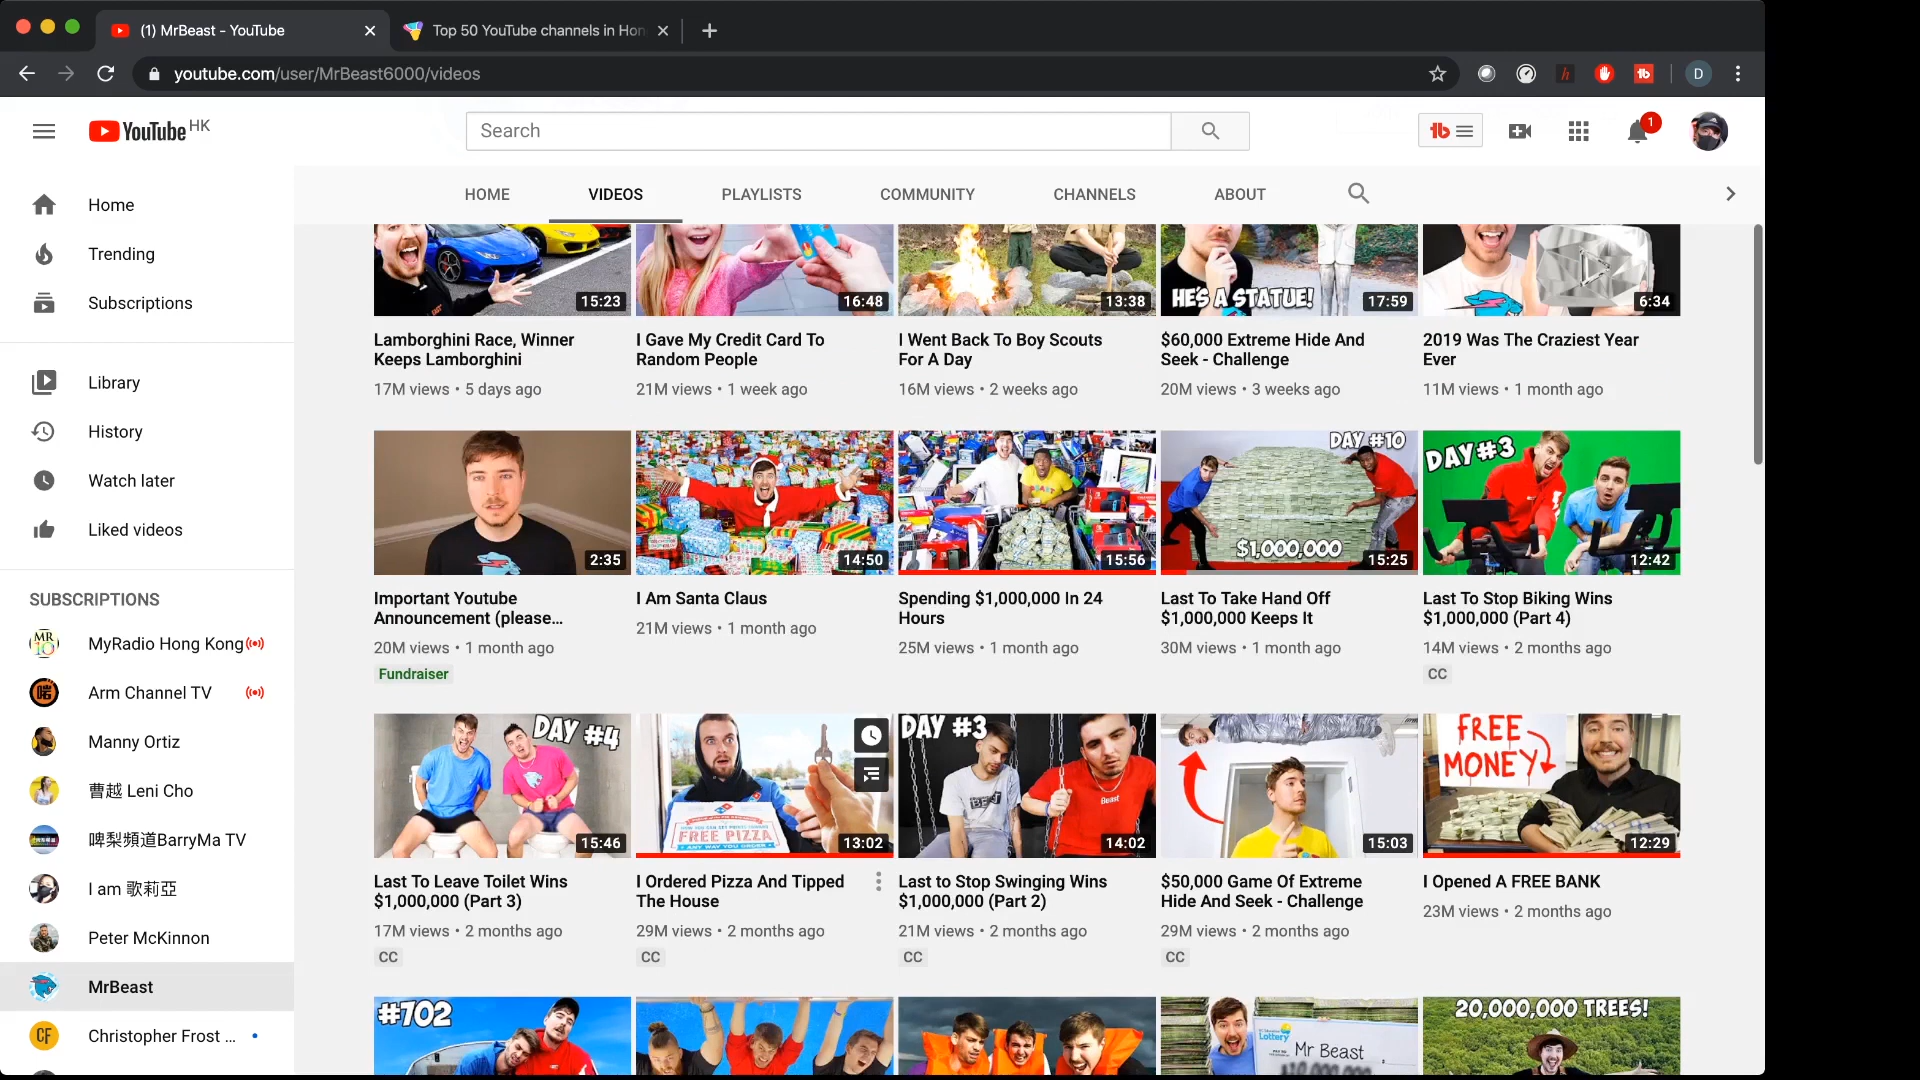 (1) MrBeast - YouTube
Top 50 YouTube channels in Hon
youtube.com/user/MrBeast6000/videos
D
YouTube HK
Search
1
HOME
VIDEOS
PLAYLISTS
COMMUNITY
CHANNELS
ABOUT
Home
Trending
Subscriptions
Library
History
Watch later
Liked videos
SUBSCRIPTIONS
MR
10
MyRadio Hong Kong
Arm Channel TV
Manny Ortiz
曹越 Leni Cho
啤梨頻道BarryMa TV
I am 歌莉亞
Peter McKinnon
MrBeast
CF
Christopher Frost ...
15:23
Lamborghini Race, Winner
Keeps Lamborghini
17M views • 5 days ago
16:48
I Gave My Credit Card To
Random People
21M views • 1 week ago
13:38
I Went Back To Boy Scouts
For A Day
16M views • 2 weeks ago
HE'S A STATUE!
17:59
$60,000 Extreme Hide And
Seek - Challenge
20M views • 3 weeks ago
6:34
2019 Was The Craziest Year
Ever
11M views • 1 month ago
2:35
Important Youtube
Announcement (please...
20M views • 1 month ago
Fundraiser
14:50
I Am Santa Claus
21M views • 1 month ago
15:56
Spending $1,000,000 In 24
Hours
25M views • 1 month ago
DAY #10
$1,000,000
15:25
Last To Take Hand Off
$1,000,000 Keeps It
30M views • 1 month ago
DAY #3
12:42
Last To Stop Biking Wins
$1,000,000 (Part 4)
14M views • 2 months ago
CC
DAY #4
15:46
Last To Leave Toilet Wins
$1,000,000 (Part 3)
17M views • 2 months ago
CC
FREE PIZZA
ANY WAY YOU ORDER
13:02
I Ordered Pizza And Tipped
The House
29M views • 2 months ago
CC
DAY #3
Beast
14:02
Last to Stop Swinging Wins
$1,000,000 (Part 2)
21M views • 2 months ago
CC
15:03
$50,000 Game Of Extreme
Hide And Seek - Challenge
29M views • 2 months ago
CC
FREE
MONEY
12:29
I Opened A FREE BANK
23M views • 2 months ago
#702
Lottery
Mr Beast
20,000,000 TREES!